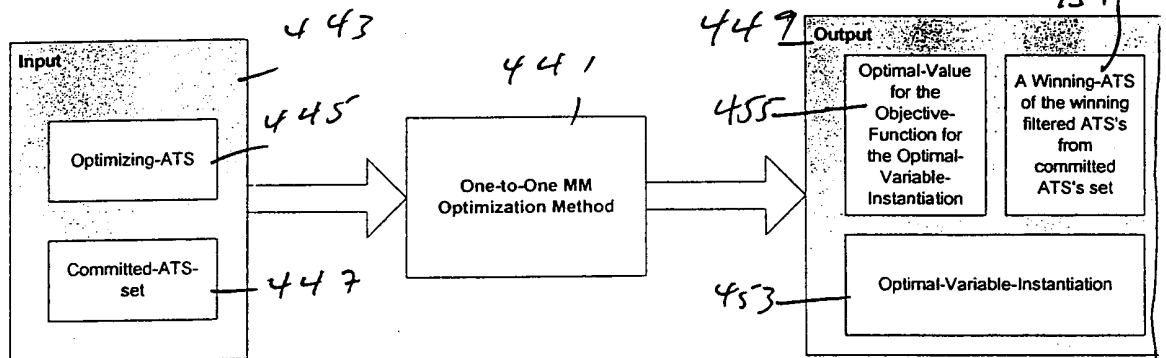 443
Input
445
Optimizing-ATS
Committed-ATS-
set
447
441
One-to-One MM
Optimization Method
449
Output
455
Optimal-Value
for the
Objective-
Function for
the Optimal-
Variable-
Instantiation
A Winning-ATS
of the winning
filtered ATS's
from
committed
ATS's set
453
Optimal-Variable-Instantiation